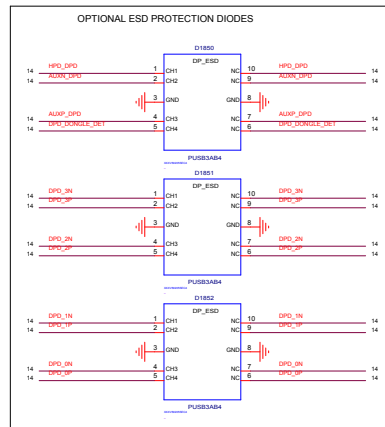 OPTIONAL ESD PROTECTION DIODES
D1850
DP_ESD
14 HPD_DPD 1 CH1 NC 10 HPD_DPD 14
14 AUXN_DPD 2 CH2 NC 9 AUXN_DPD 14
3 GND GND 8
14 AUXP_DPD 4 CH3 NC 7 AUXP_DPD 14
14 DPD_DONGLE_DET 5 CH4 NC 6 DPD_DONGLE_DET 14
PUSB3AB4
D1851
DP_ESD
14 DPD_3N 1 CH1 NC 10 DPD_3N 14
14 DPD_3P 2 CH2 NC 9 DPD_3P 14
3 GND GND 8
14 DPD_2N 4 CH3 NC 7 DPD_2N 14
14 DPD_2P 5 CH4 NC 6 DPD_2P 14
PUSB3AB4
D1852
DP_ESD
14 DPD_1N 1 CH1 NC 10 DPD_1N 14
14 DPD_1P 2 CH2 NC 9 DPD_1P 14
3 GND GND 8
14 DPD_0N 4 CH3 NC 7 DPD_0N 14
14 DPD_0P 5 CH4 NC 6 DPD_0P 14
PUSB3AB4